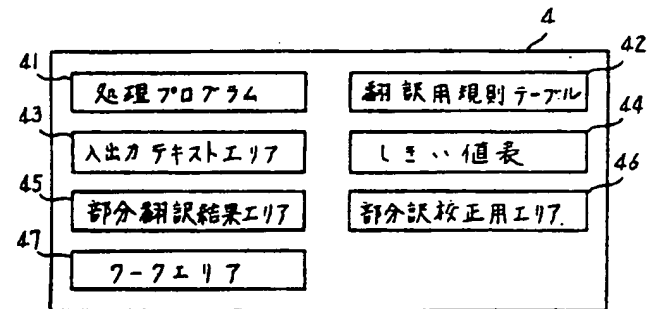 4
41 処理プログラム 42 翻訳用規則テーブル
43 入出力テキストエリア 44 しきい値表
45 部分翻訳結果エリア 46 部分訳校正用エリア
47 ワークエリア